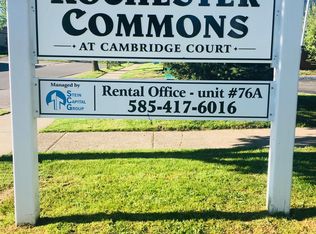 ROCHESTER
COMMONS
AT CAMBRIDGE COURT
Managed by
STEIN
CAPITAL
GROUP
Rental Office - unit #76A
585-417-6016